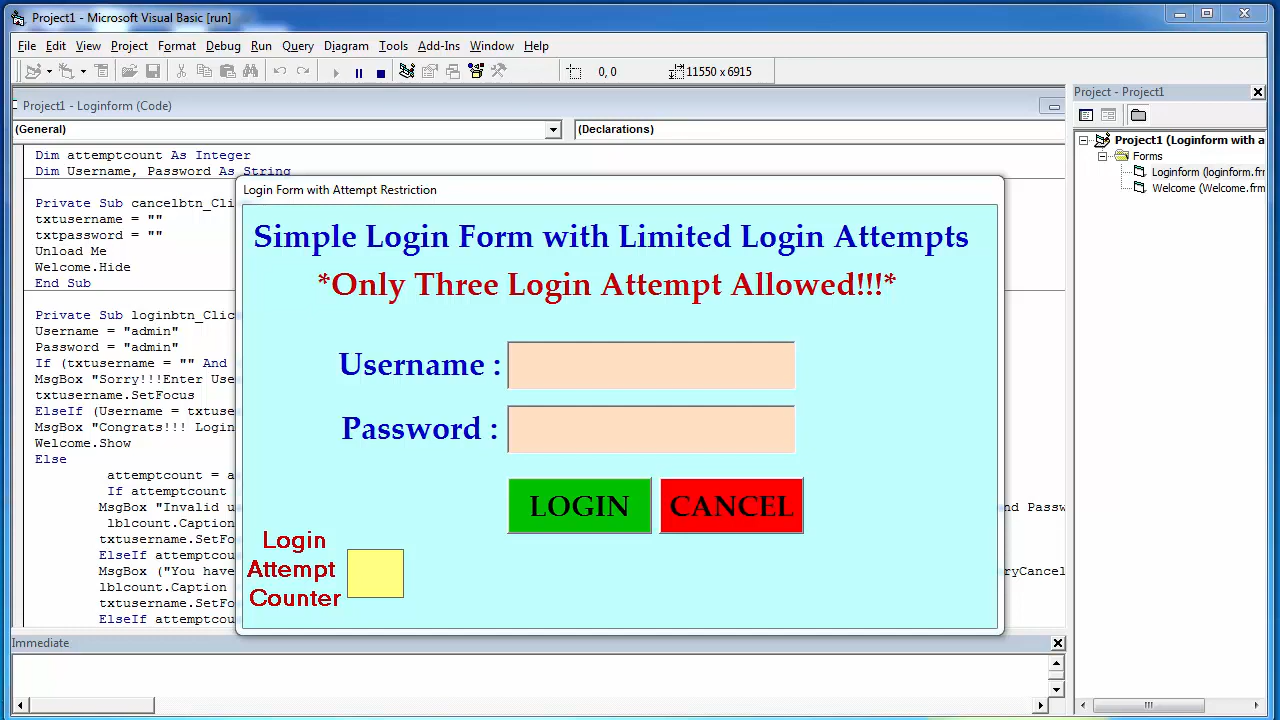 Project1 - Microsoft Visual Basic [run]
File Edit View Project Format Debug Run Query Diagram Tools Add-Ins Window Help
0, 0 11550 x 6915
Project1 - Loginform (Code)
(General) (Declarations)
Dim attemptcount As Integer
Dim Username, Password As String
Private Sub cancelbtn_Clic
txtusername = ""
txtpassword = ""
Unload Me
Welcome.Hide
End Sub
Private Sub loginbtn_Clic
Username = "admin"
Password = "admin"
If (txtusername = "" And
MsgBox "Sorry!!!Enter Use
txtusername.SetFocus
ElseIf (Username = txtuse
MsgBox "Congrats!!! Login
Welcome.Show
Else
attemptcount = a
If attemptcount
MsgBox "Invalid u nd Passw
lblcount.Caption
txtusername.SetFo
ElseIf attemptcou
MsgBox ("You have ryCancel
lblcount.Caption
txtusername.SetFo
ElseIf attemptcou
Login Form with Attempt Restriction
Simple Login Form with Limited Login Attempts
*Only Three Login Attempt Allowed!!!*
Username :
Password :
LOGIN CANCEL
Login
Attempt
Counter
Immediate
Project - Project1
Project1 (Loginform with a
Forms
Loginform (loginform.frm
Welcome (Welcome.frm